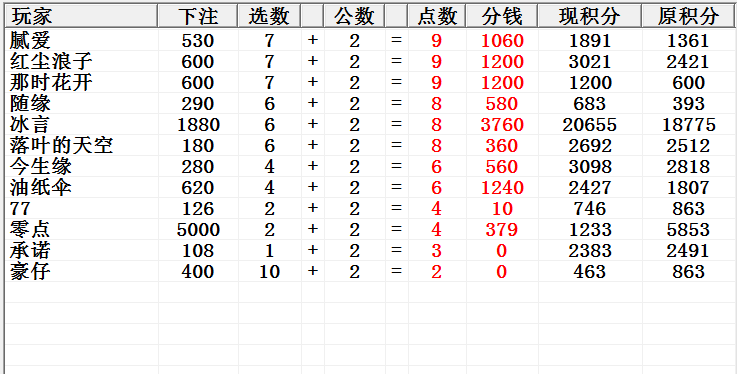 玩家 下注 选数 公数 点数 分钱 现积分 原积分
腻爱 530 7 + 2 = 9 1060 1891 1361
红尘浪子 600 7 + 2 = 9 1200 3021 2421
那时花开 600 7 + 2 = 9 1200 1200 600
随缘 290 6 + 2 = 8 580 683 393
冰言 1880 6 + 2 = 8 3760 20655 18775
落叶的天空 180 6 + 2 = 8 360 2692 2512
今生缘 280 4 + 2 = 6 560 3098 2818
油纸伞 620 4 + 2 = 6 1240 2427 1807
77 126 2 + 2 = 4 10 746 863
零点 5000 2 + 2 = 4 379 1233 5853
承诺 108 1 + 2 = 3 0 2383 2491
豪仔 400 10 + 2 = 2 0 463 863